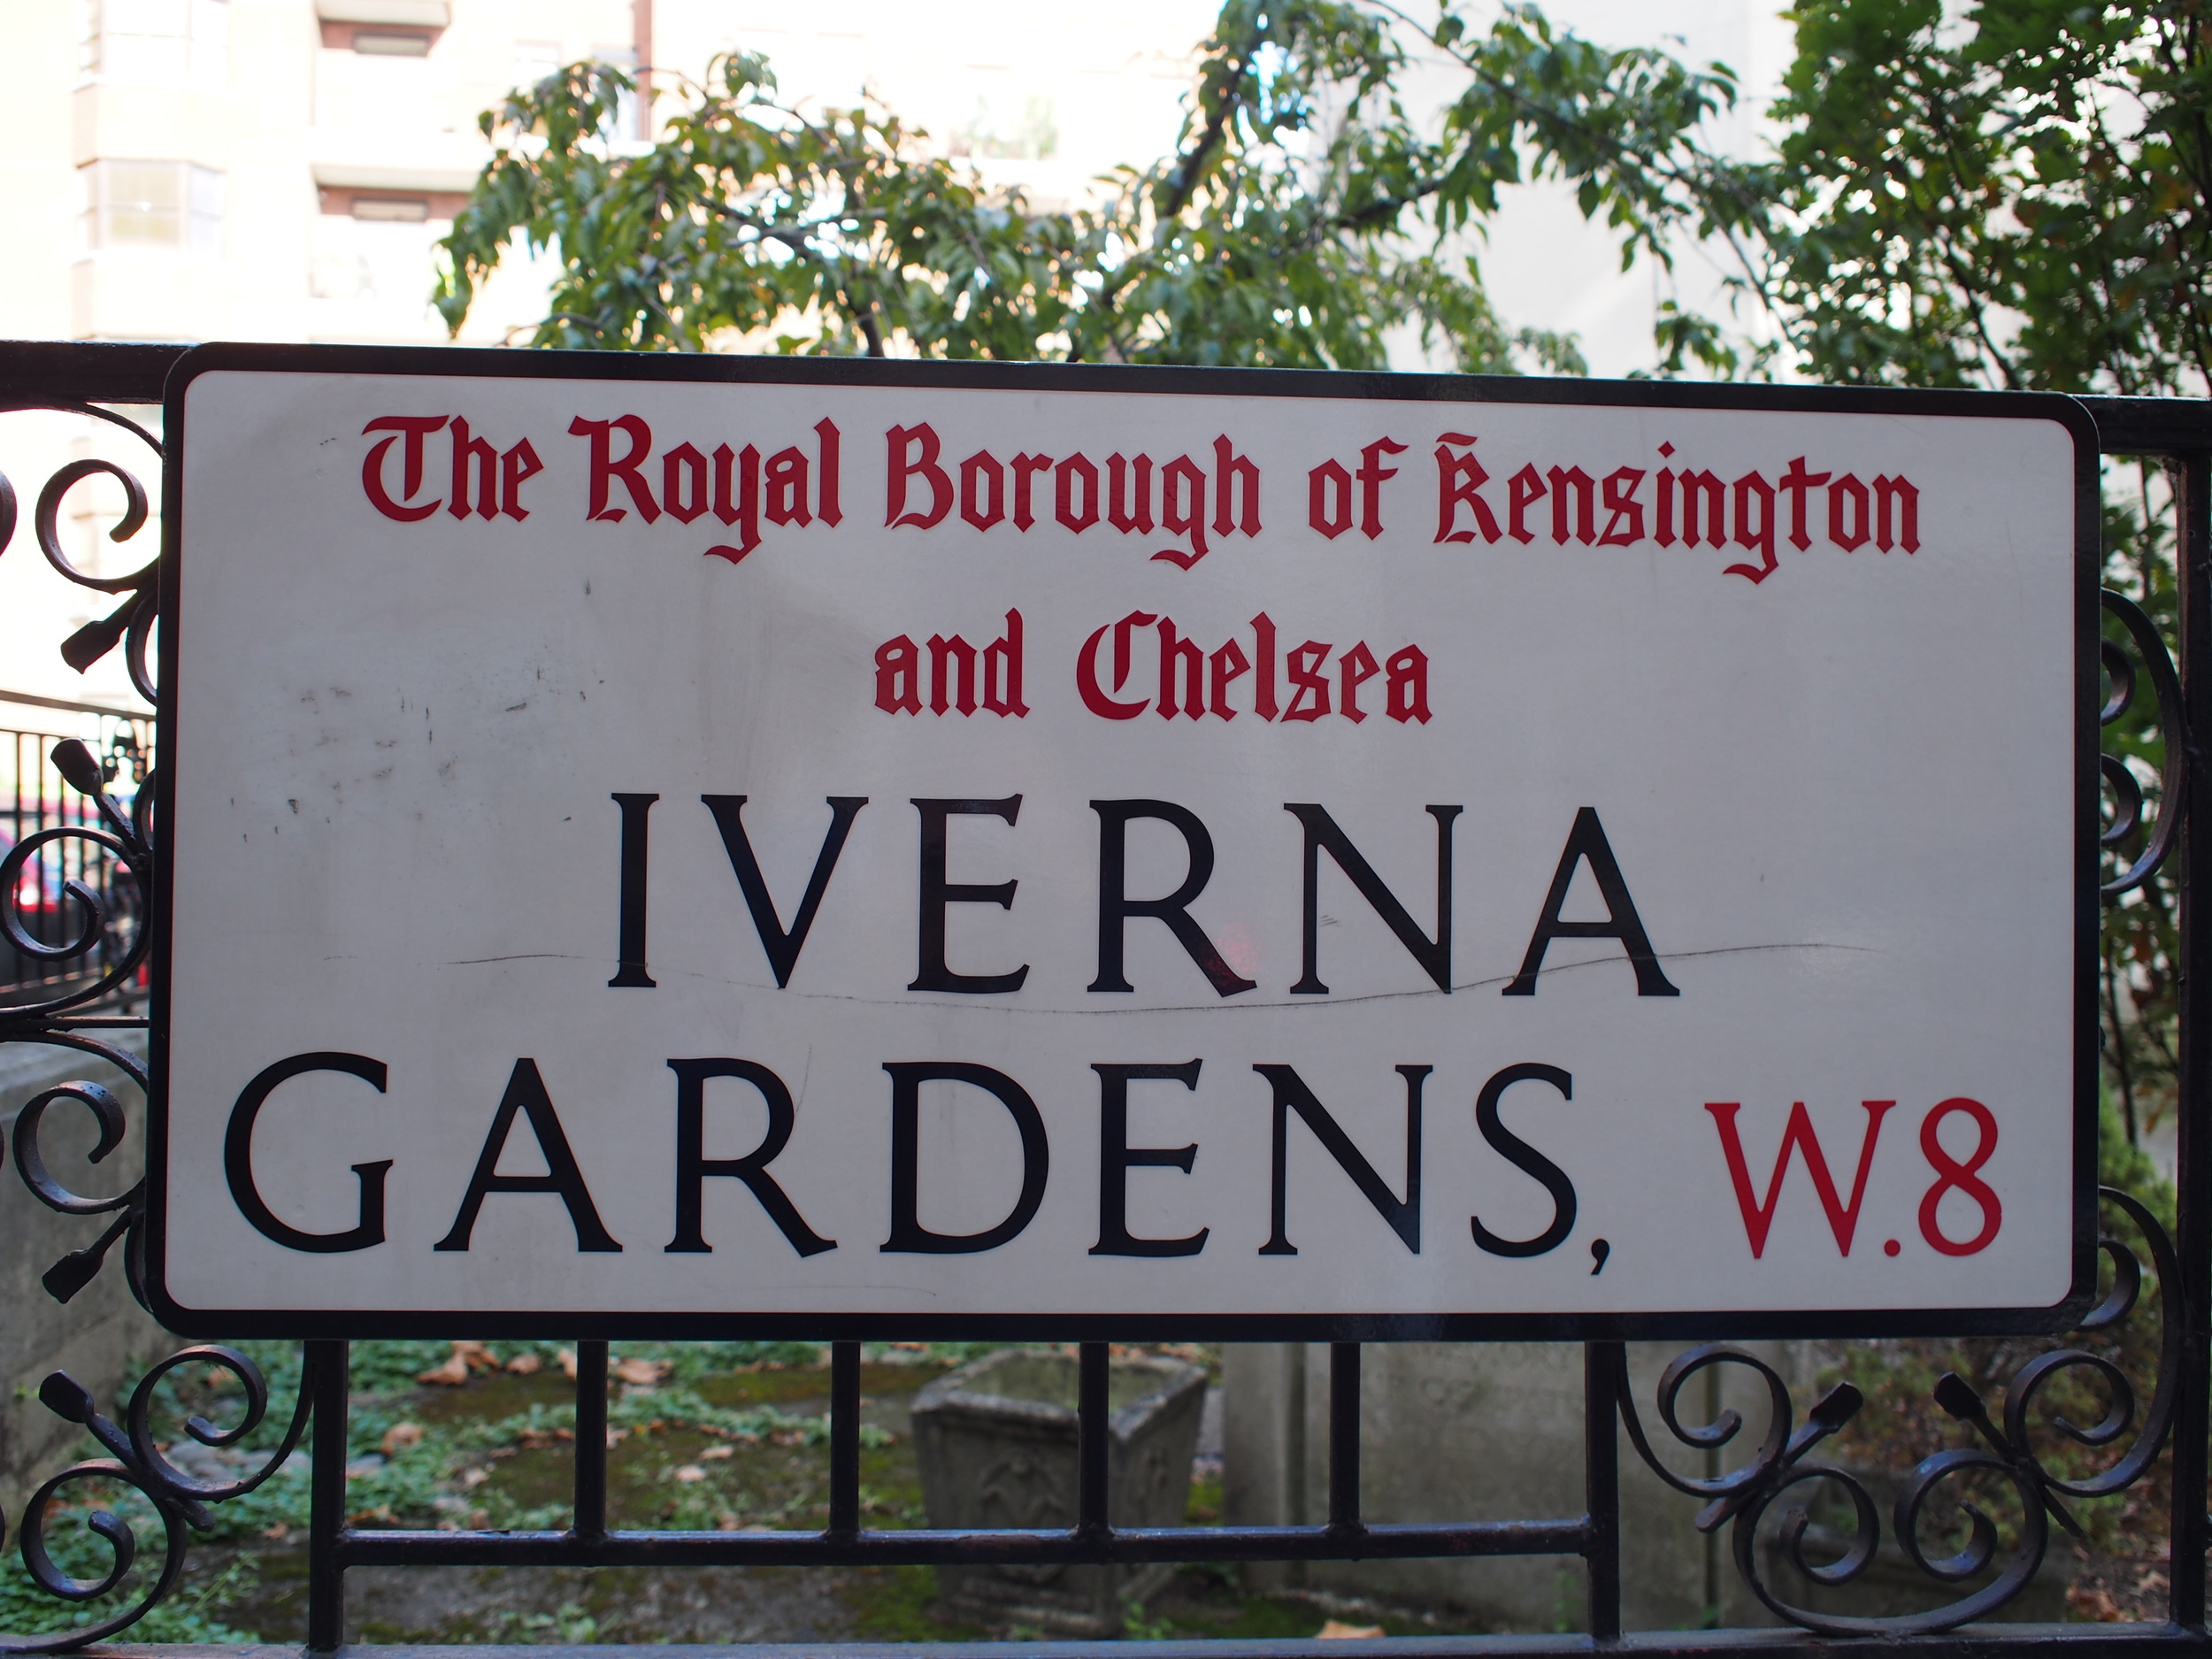 The Royal Borough of Kensington
and Chelsea
IVERNA
GARDENS, W.8